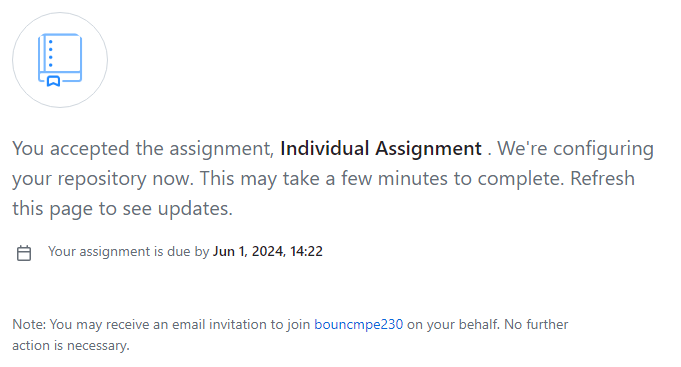 You accepted the assignment, Individual Assignment . We're configuring
your repository now. This may take a few minutes to complete. Refresh
this page to see updates.
Your assignment is due by Jun 1, 2024, 14:22
Note: You may receive an email invitation to join bouncmpe230 on your behalf. No further
action is necessary.